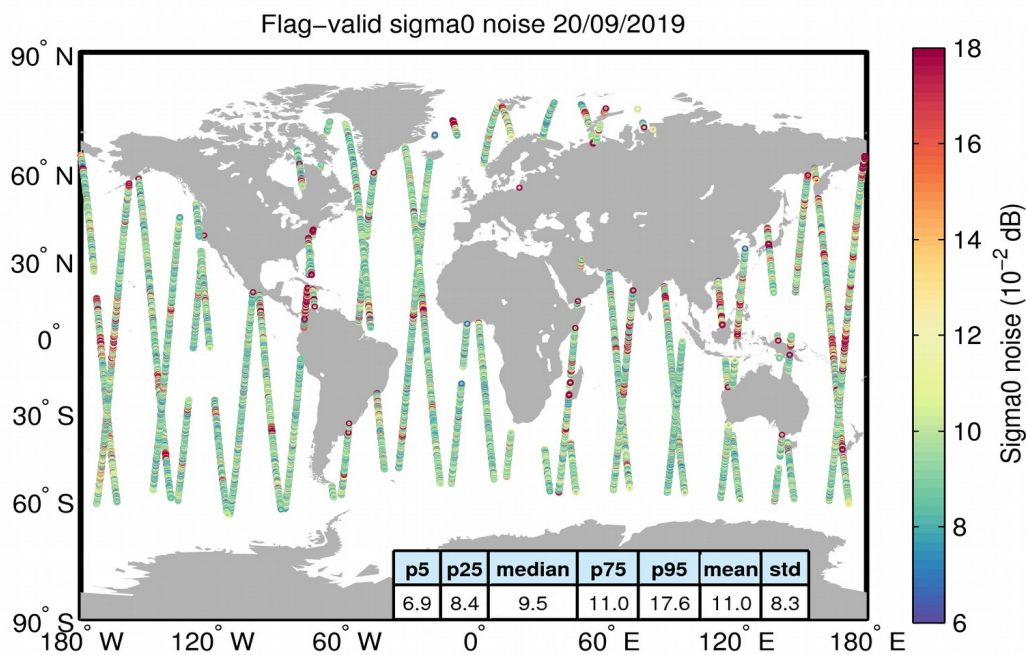 Flag−valid sigma0 noise 20/09/2019
90° N
60° N
30° N
0°
30° S
60° S
90° S
180° W
120° W
60° W
0°
60° E
120° E
180° E
p5 p25 median p75 p95 mean std
6.9 8.4 9.5 11.0 17.6 11.0 8.3
18
16
14
12
10
8
6
Sigma0 noise (10⁻² dB)